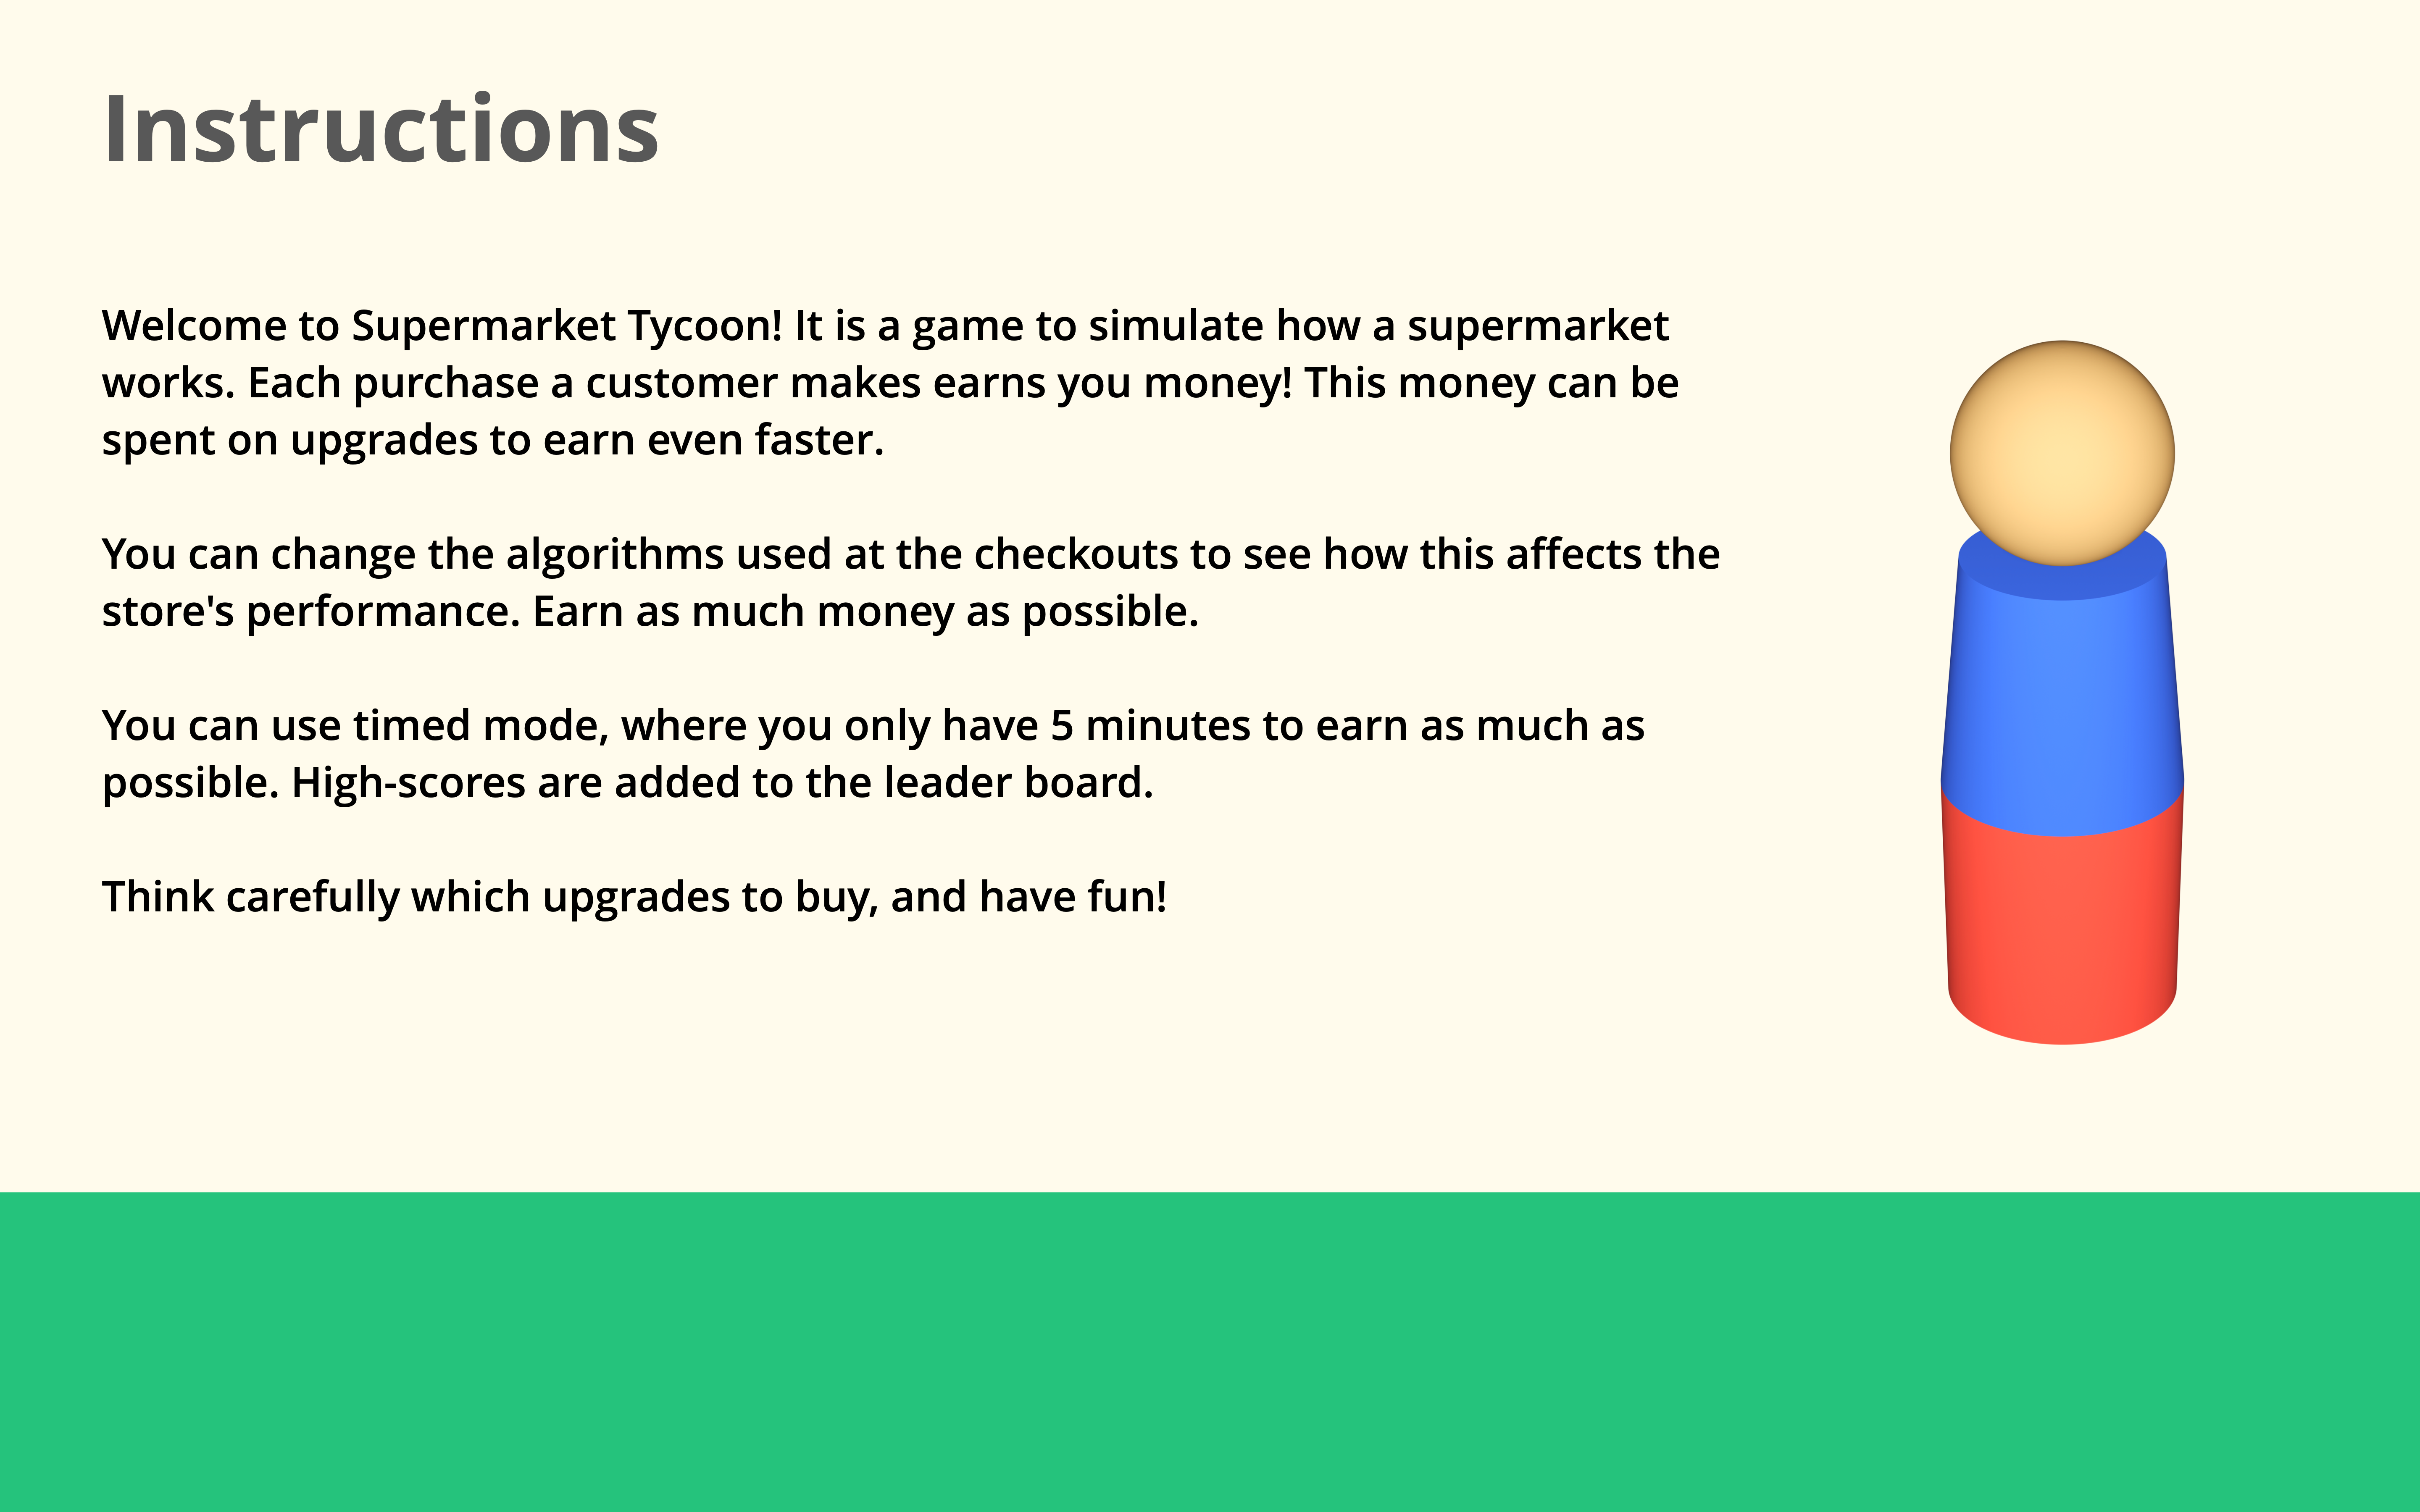 Instructions
Welcome to Supermarket Tycoon! It is a game to simulate how a supermarket
works. Each purchase a customer makes earns you money! This money can be
spent on upgrades to earn even faster.
You can change the algorithms used at the checkouts to see how this affects the
store's performance. Earn as much money as possible.
You can use timed mode, where you only have 5 minutes to earn as much as
possible. High-scores are added to the leader board.
Think carefully which upgrades to buy, and have fun!